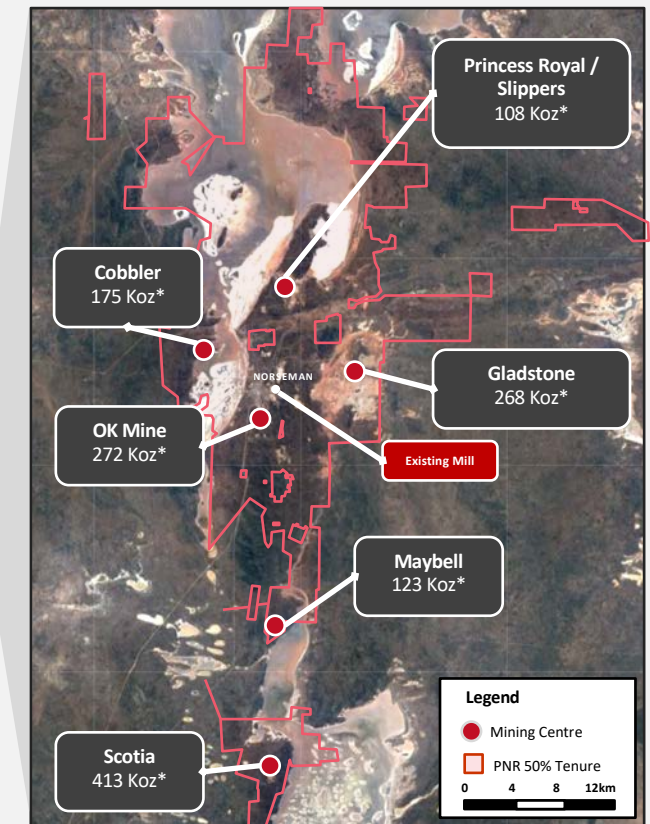 Princess Royal /
Slippers
108 Koz*
Cobbler
175 Koz*
NORSEMAN
Gladstone
268 Koz*
OK Mine
272 Koz*
Existing Mill
Maybell
123 Koz*
Scotia
413 Koz*
Legend
Mining Centre
PNR 50% Tenure
0 4 8 12km